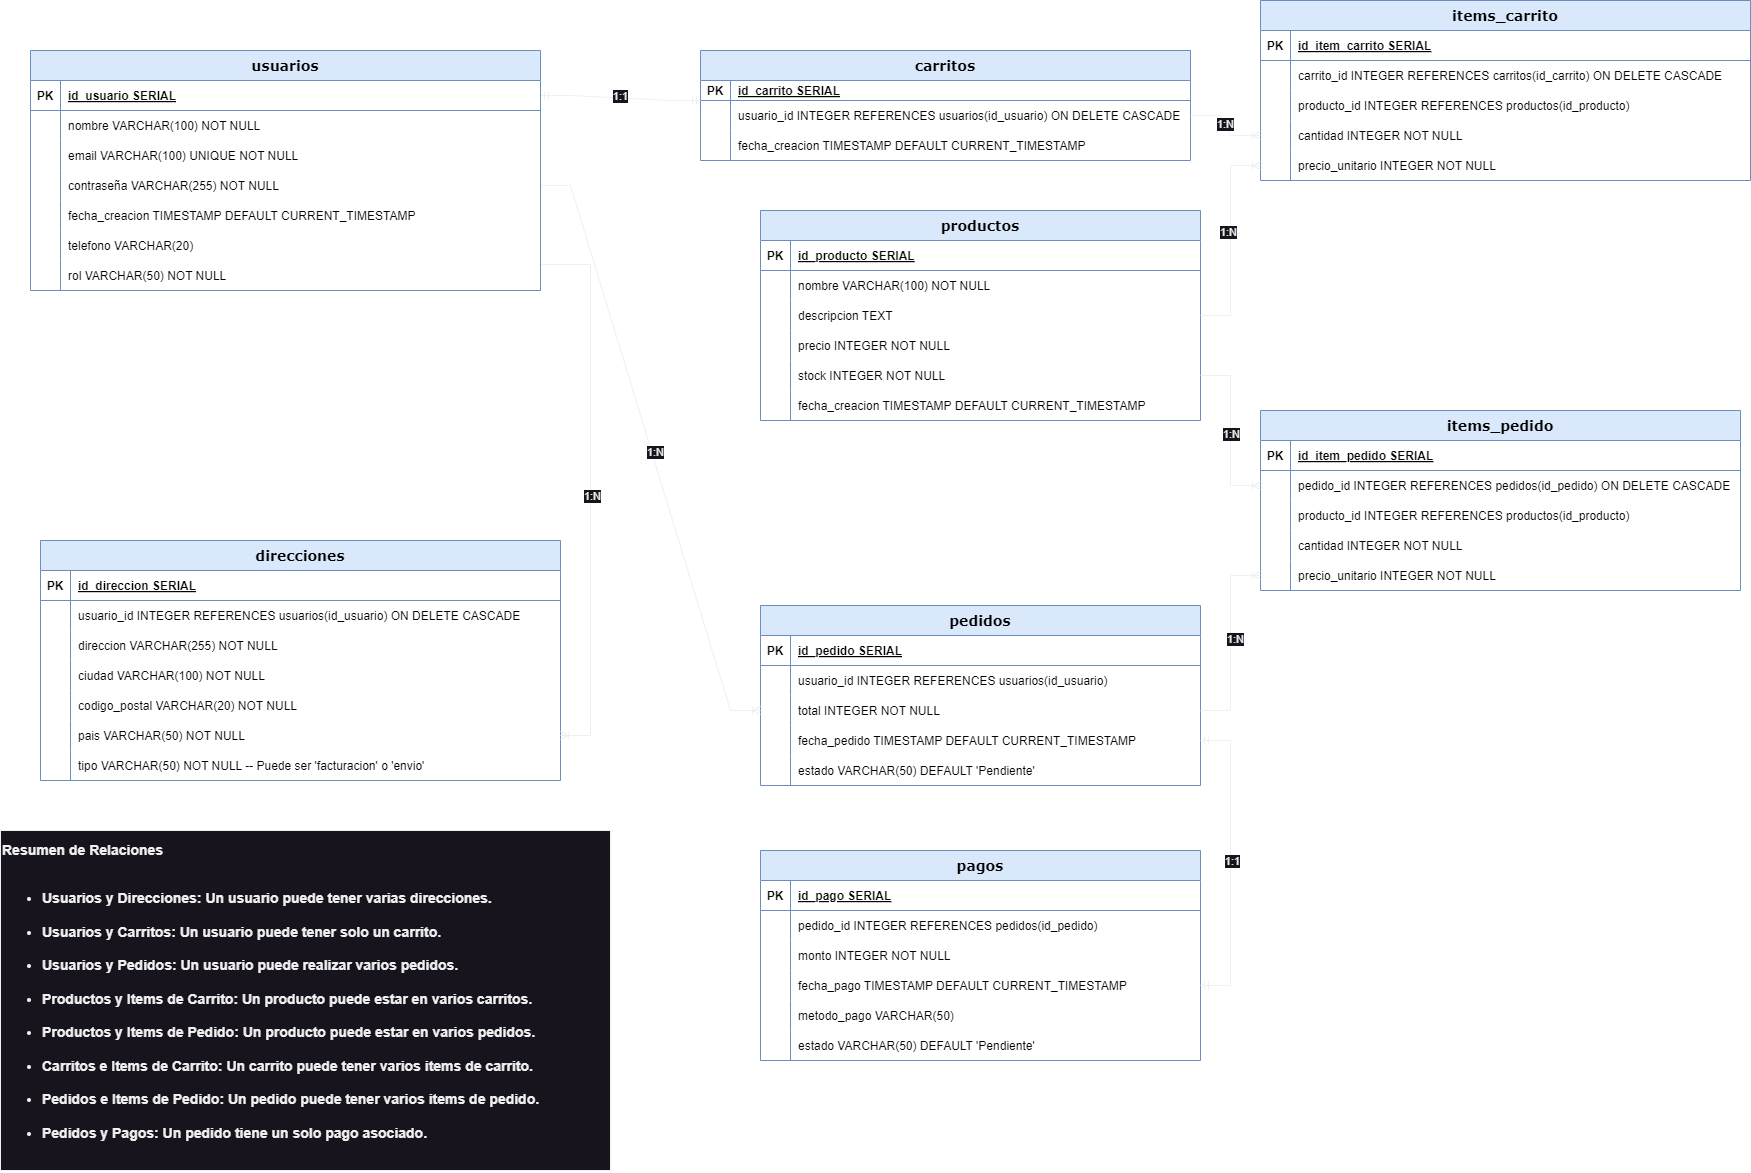 usuarios
PK id_usuario SERIAL
nombre VARCHAR(100) NOT NULL
email VARCHAR(100) UNIQUE NOT NULL
contraseña VARCHAR(255) NOT NULL
fecha_creacion TIMESTAMP DEFAULT CURRENT_TIMESTAMP
telefono VARCHAR(20)
rol VARCHAR(50) NOT NULL
1:1
carritos
PK id_carrito SERIAL
usuario_id INTEGER REFERENCES usuarios(id_usuario) ON DELETE CASCADE
fecha_creacion TIMESTAMP DEFAULT CURRENT_TIMESTAMP
1:N
items_carrito
PK id_item_carrito SERIAL
carrito_id INTEGER REFERENCES carritos(id_carrito) ON DELETE CASCADE
producto_id INTEGER REFERENCES productos(id_producto)
cantidad INTEGER NOT NULL
precio_unitario INTEGER NOT NULL
1:N
productos
PK id_producto SERIAL
nombre VARCHAR(100) NOT NULL
descripcion TEXT
precio INTEGER NOT NULL
stock INTEGER NOT NULL
fecha_creacion TIMESTAMP DEFAULT CURRENT_TIMESTAMP
1:N
items_pedido
PK id_item_pedido SERIAL
pedido_id INTEGER REFERENCES pedidos(id_pedido) ON DELETE CASCADE
producto_id INTEGER REFERENCES productos(id_producto)
cantidad INTEGER NOT NULL
precio_unitario INTEGER NOT NULL
1:N
1:N
direcciones
PK id_direccion SERIAL
usuario_id INTEGER REFERENCES usuarios(id_usuario) ON DELETE CASCADE
direccion VARCHAR(255) NOT NULL
ciudad VARCHAR(100) NOT NULL
codigo_postal VARCHAR(20) NOT NULL
pais VARCHAR(50) NOT NULL
tipo VARCHAR(50) NOT NULL -- Puede ser 'facturacion' o 'envio'
pedidos
PK id_pedido SERIAL
usuario_id INTEGER REFERENCES usuarios(id_usuario)
total INTEGER NOT NULL
fecha_pedido TIMESTAMP DEFAULT CURRENT_TIMESTAMP
estado VARCHAR(50) DEFAULT 'Pendiente'
1:N
1:1
pagos
PK id_pago SERIAL
pedido_id INTEGER REFERENCES pedidos(id_pedido)
monto INTEGER NOT NULL
fecha_pago TIMESTAMP DEFAULT CURRENT_TIMESTAMP
metodo_pago VARCHAR(50)
estado VARCHAR(50) DEFAULT 'Pendiente'
Resumen de Relaciones
• Usuarios y Direcciones: Un usuario puede tener varias direcciones.
• Usuarios y Carritos: Un usuario puede tener solo un carrito.
• Usuarios y Pedidos: Un usuario puede realizar varios pedidos.
• Productos y Items de Carrito: Un producto puede estar en varios carritos.
• Productos y Items de Pedido: Un producto puede estar en varios pedidos.
• Carritos e Items de Carrito: Un carrito puede tener varios items de carrito.
• Pedidos e Items de Pedido: Un pedido puede tener varios items de pedido.
• Pedidos y Pagos: Un pedido tiene un solo pago asociado.